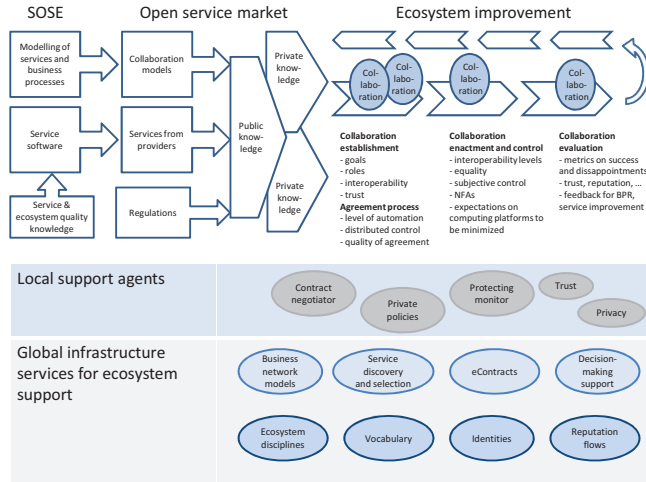 SOSE
Open service market
Ecosystem improvement
Modelling of
services and
business
processes
Collaboration
models
Private
know-
ledge
Col-
labo-
ration
Col-
labo-
ration
Col-
labo-
ration
Col-
labo-
ration
Service
software
Services from
providers
Public
know-
ledge
Service &
ecosystem quality
knowledge
Regulations
Private
know-
ledge
Collaboration
establishment
- goals
- roles
- interoperability
- trust
Agreement process
- level of automation
- distributed control
- quality of agreement
Collaboration
enactment and control
- interoperability levels
- equality
- subjective control
- NFAs
- expectations on
computing platforms to
be minimized
Collaboration
evaluation
- metrics on success
and dissappointments
- trust, reputation, ...
- feedback for BPR,
service improvement
Local support agents
Contract
negotiator
Private
policies
Protecting
monitor
Trust
Privacy
Global infrastructure
services for ecosystem
support
Business
network
models
Service
discovery
and selection
eContracts
Decision-
making
support
Ecosystem
disciplines
Vocabulary
Identities
Reputation
flows